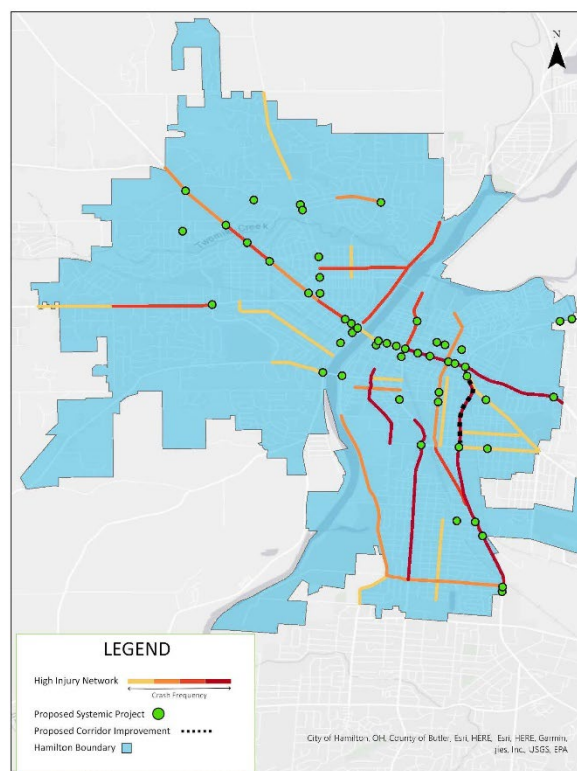 N
LEGEND
High Injury Network
Crash Frequency
Proposed Systemic Project
Proposed Corridor Improvement
Hamilton Boundary
City of Hamilton, OH, County of Butler, Esri, HERE, Esri, HERE, Garmin,
Inc., USGS, EPA